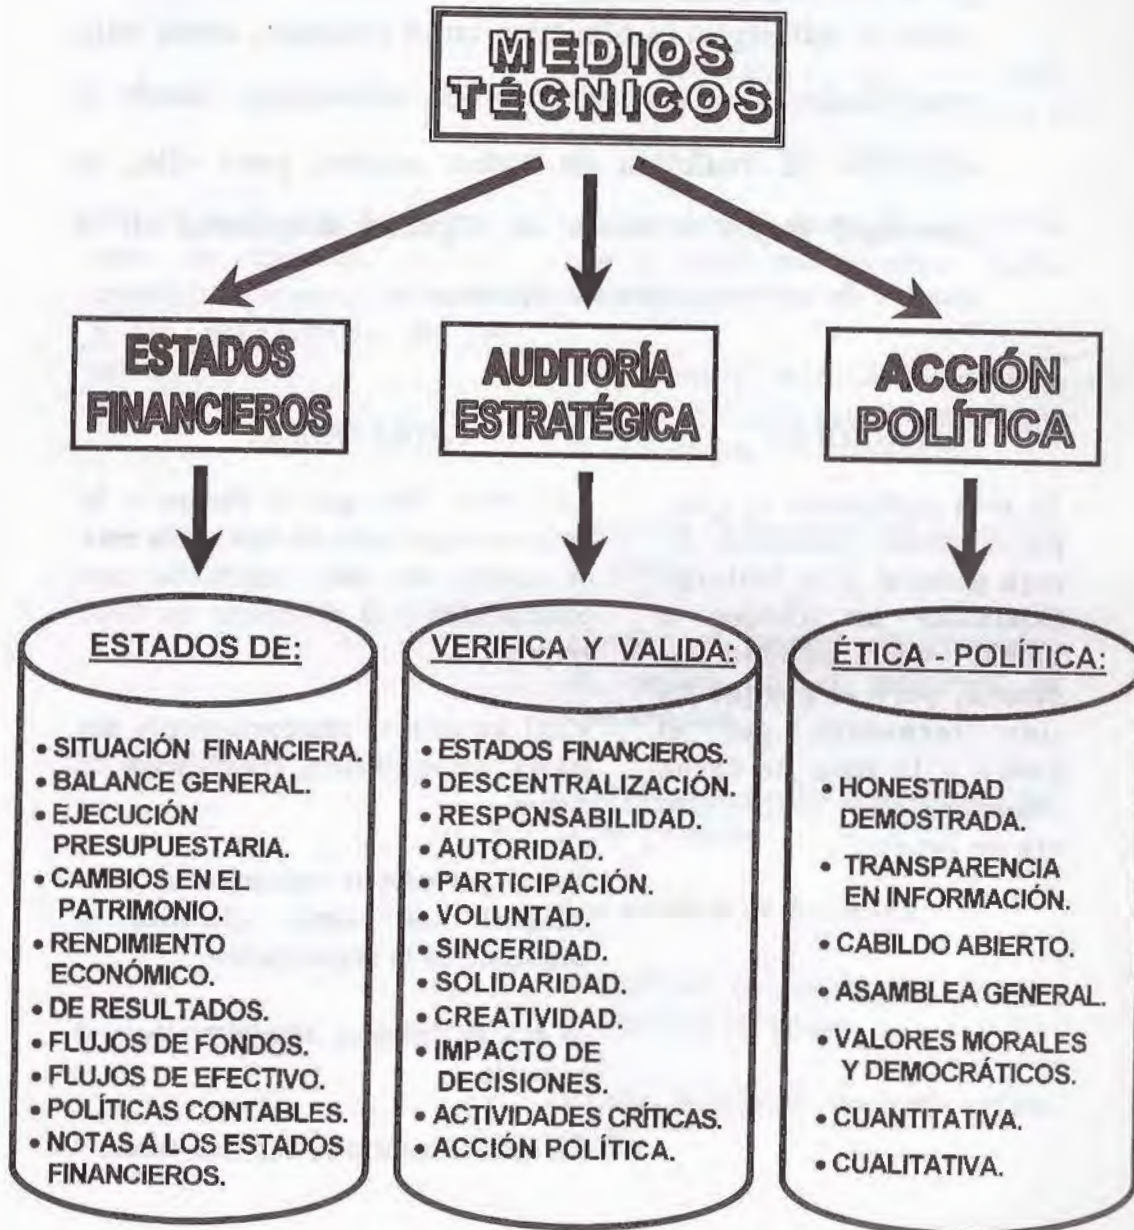 MEDIOS
TÉCNICOS
ESTADOS
FINANCIEROS
AUDITORÍA
ESTRATÉGICA
ACCIÓN
POLÍTICA
ESTADOS DE:
• SITUACIÓN FINANCIERA.
• BALANCE GENERAL.
• EJECUCIÓN
PRESUPUESTARIA.
• CAMBIOS EN EL
PATRIMONIO.
• RENDIMIENTO
ECONÓMICO.
• DE RESULTADOS.
• FLUJOS DE FONDOS.
• FLUJOS DE EFECTIVO.
• POLÍTICAS CONTABLES.
• NOTAS A LOS ESTADOS
FINANCIEROS.
VERIFICA Y VALIDA:
• ESTADOS FINANCIEROS.
• DESCENTRALIZACIÓN.
• RESPONSABILIDAD.
• AUTORIDAD.
• PARTICIPACIÓN.
• VOLUNTAD.
• SINCERIDAD.
• SOLIDARIDAD.
• CREATIVIDAD.
• IMPACTO DE
DECISIONES.
• ACTIVIDADES CRÍTICAS.
• ACCIÓN POLÍTICA.
ÉTICA - POLÍTICA:
• HONESTIDAD
DEMOSTRADA.
• TRANSPARENCIA
EN INFORMACIÓN.
• CABILDO ABIERTO.
• ASAMBLEA GENERAL.
• VALORES MORALES
Y DEMOCRÁTICOS.
• CUANTITATIVA.
• CUALITATIVA.